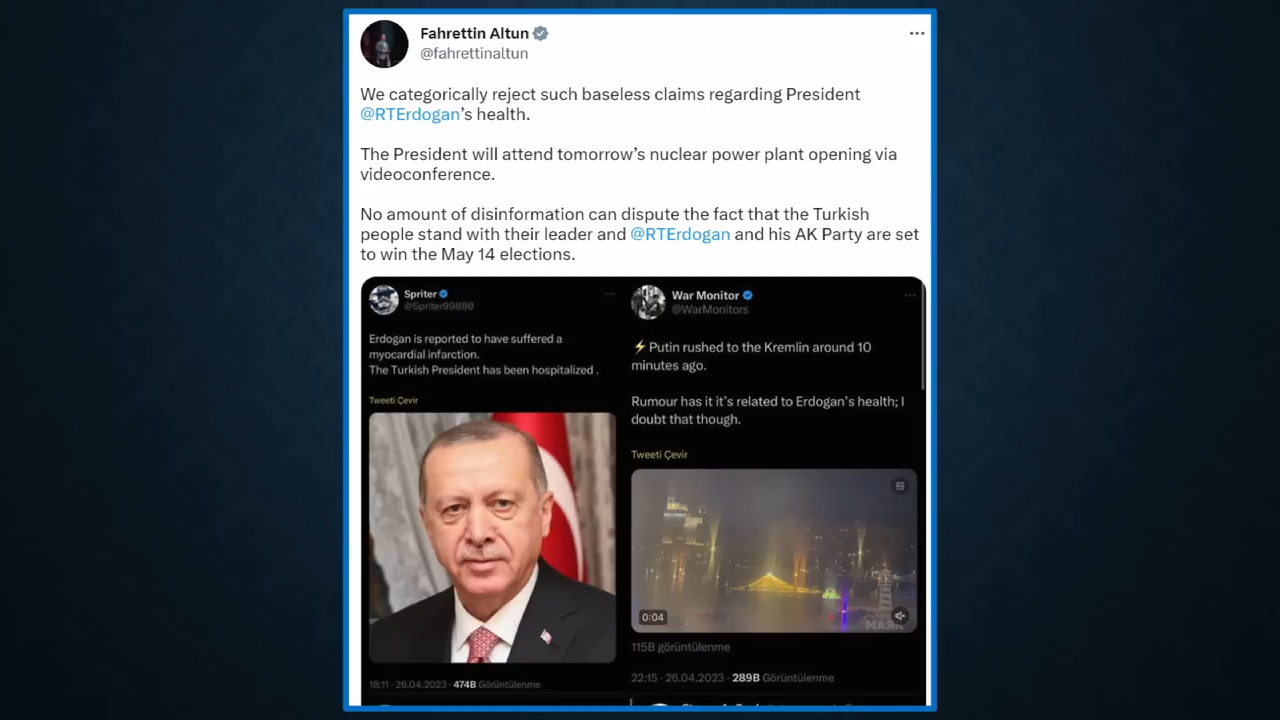 Fahrettin Altun
@fahrettinaltun
We categorically reject such baseless claims regarding President
@RTErdogan’s health.
The President will attend tomorrow’s nuclear power plant opening via
videoconference.
No amount of disinformation can dispute the fact that the Turkish
people stand with their leader and @RTErdogan and his AK Party are set
to win the May 14 elections.
Spriter
@Spriter99880
Erdogan is reported to have suffered a
myocardial infarction.
The Turkish President has been hospitalized .
Tweeti Çevir
18:11 · 26.04.2023 · 474B Görüntülenme
War Monitor
@WarMonitors
⚡Putin rushed to the Kremlin around 10
minutes ago.
Rumour has it it’s related to Erdogan’s health; I
doubt that though.
Tweeti Çevir
0:04
МАЯК
115B görüntülenme
22:15 · 26.04.2023 · 289B Görüntülenme